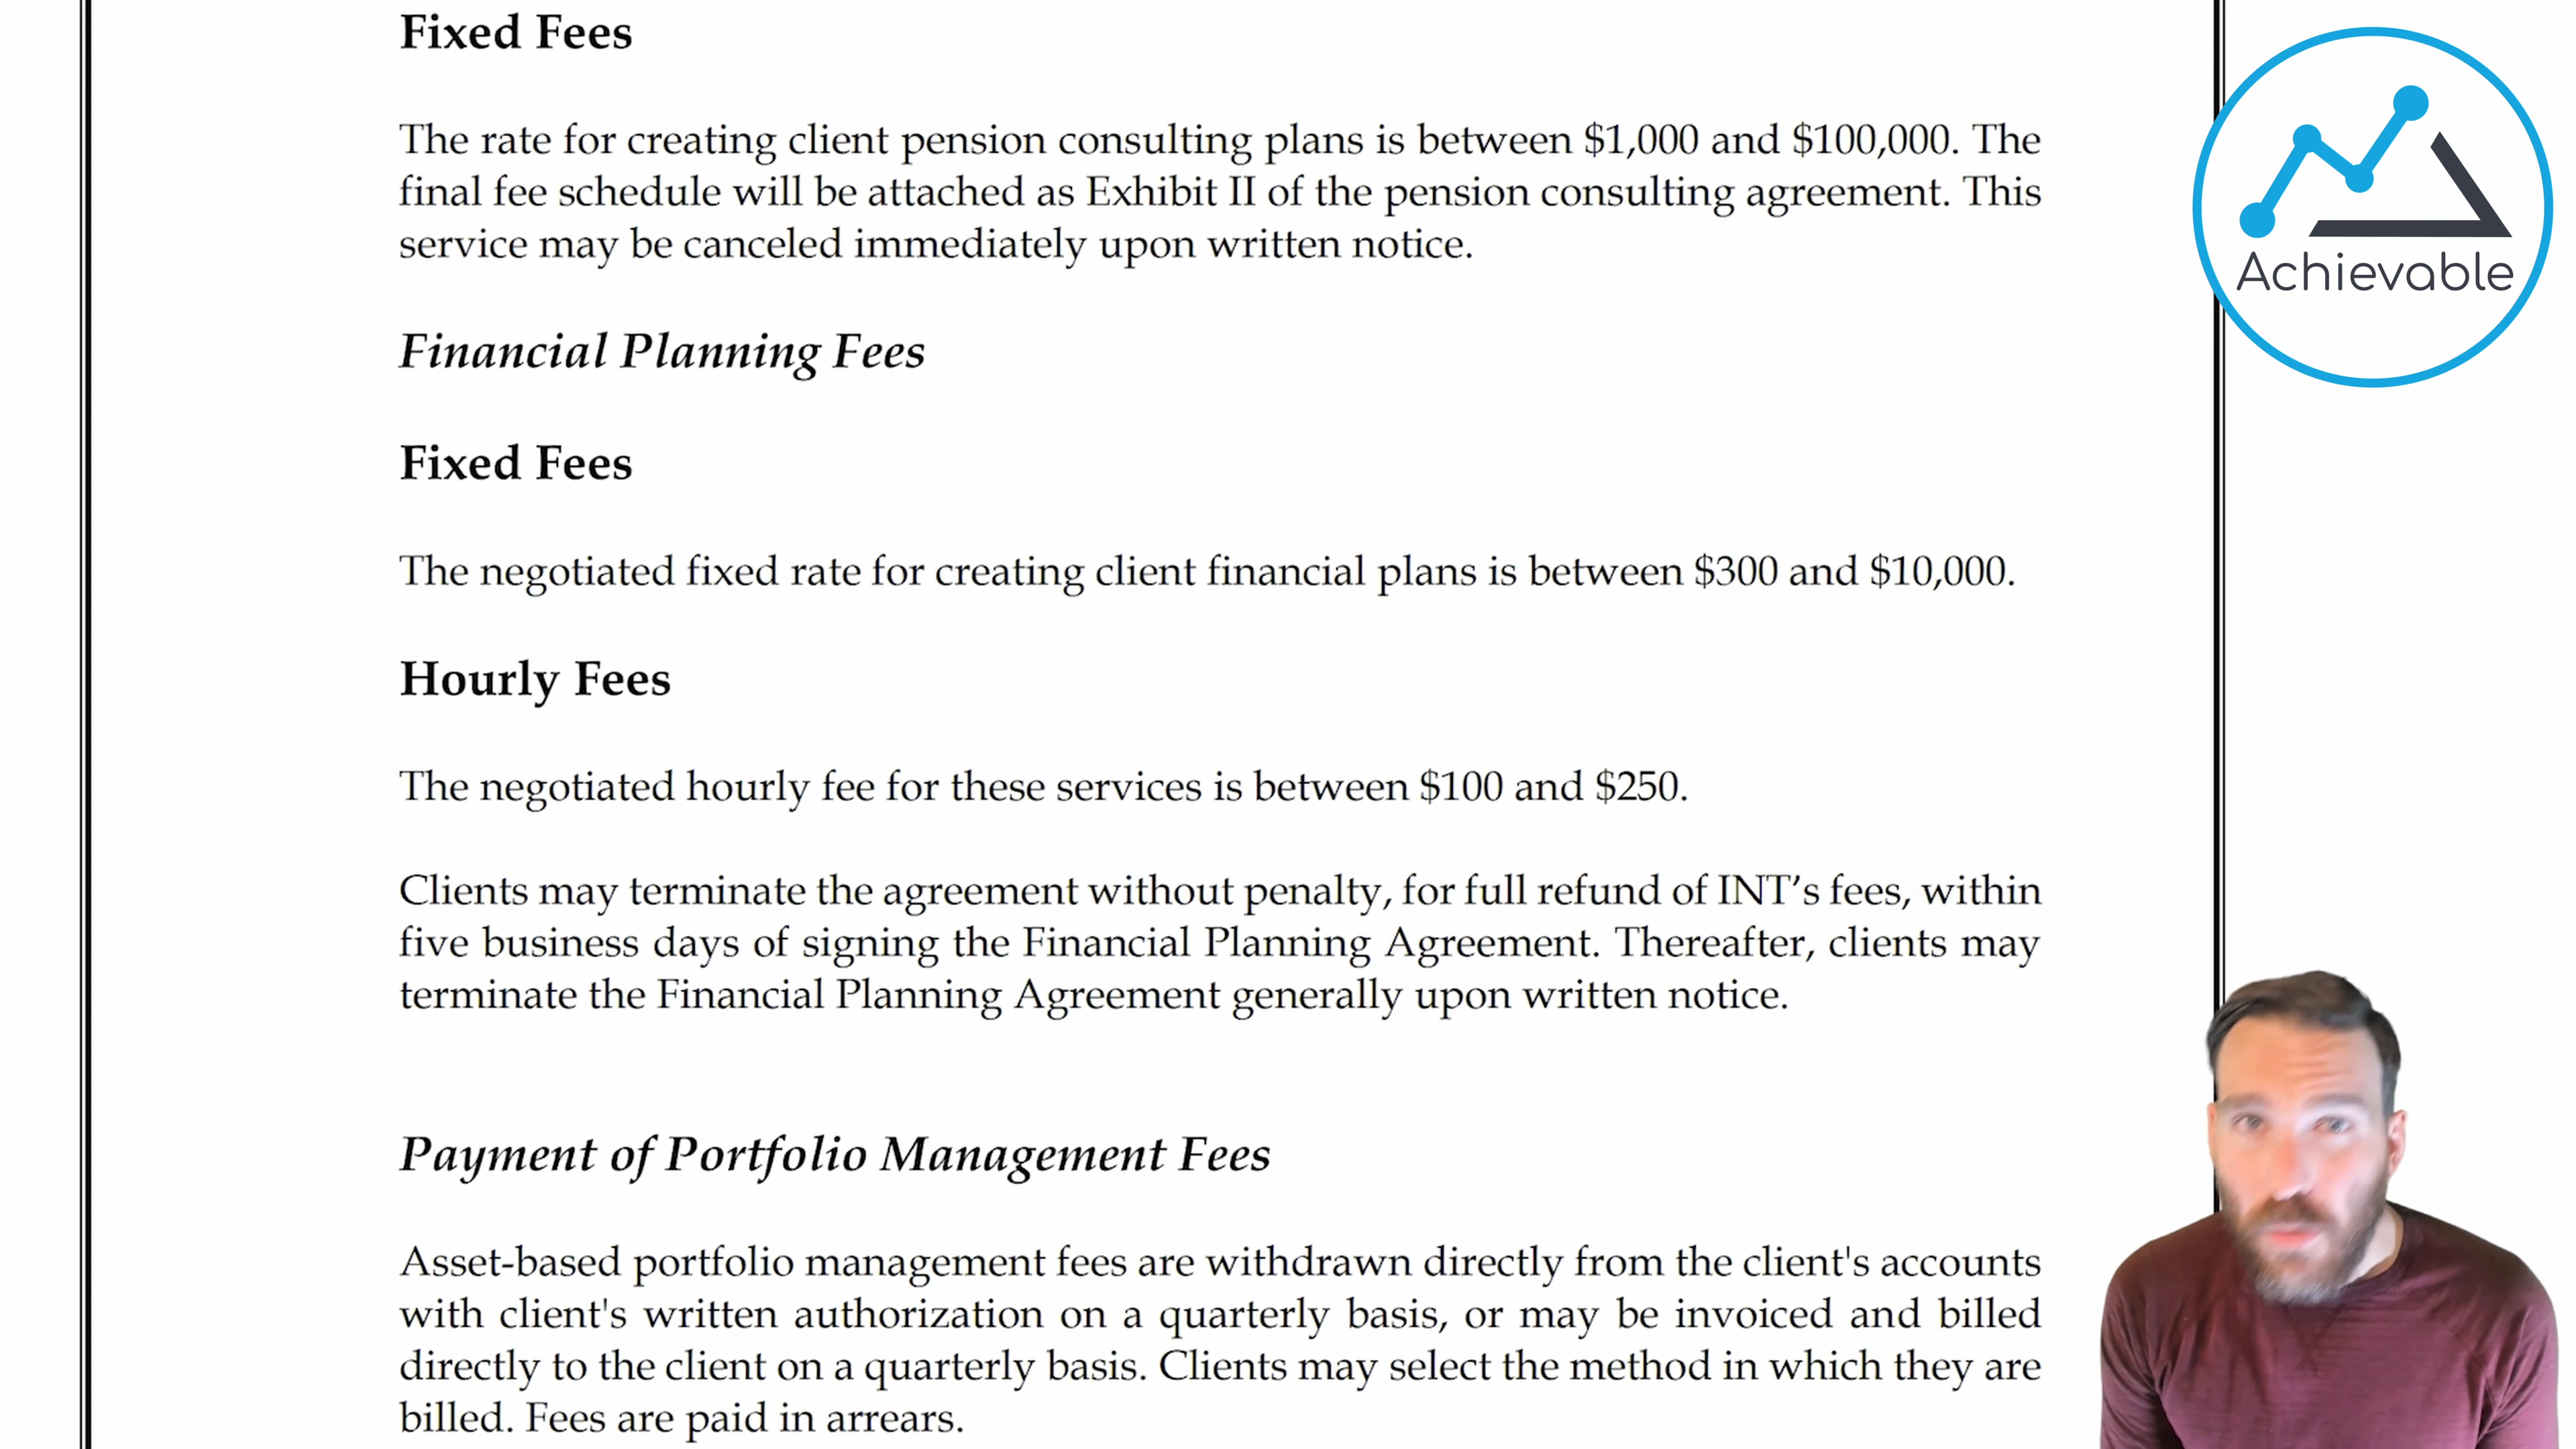 Fixed Fees
The rate for creating client pension consulting plans is between $1,000 and $100,000. The
final fee schedule will be attached as Exhibit II of the pension consulting agreement. This
service may be canceled immediately upon written notice.
Achievable
Financial Planning Fees
Fixed Fees
The negotiated fixed rate for creating client financial plans is between $300 and $10,000.
Hourly Fees
The negotiated hourly fee for these services is between $100 and $250.
Clients may terminate the agreement without penalty, for full refund of INT’s fees, within
five business days of signing the Financial Planning Agreement. Thereafter, clients may
terminate the Financial Planning Agreement generally upon written notice.
Payment of Portfolio Management Fees
Asset-based portfolio management fees are withdrawn directly from the client's accounts
with client's written authorization on a quarterly basis, or may be invoiced and billed
directly to the client on a quarterly basis. Clients may select the method in which they are
billed. Fees are paid in arrears.